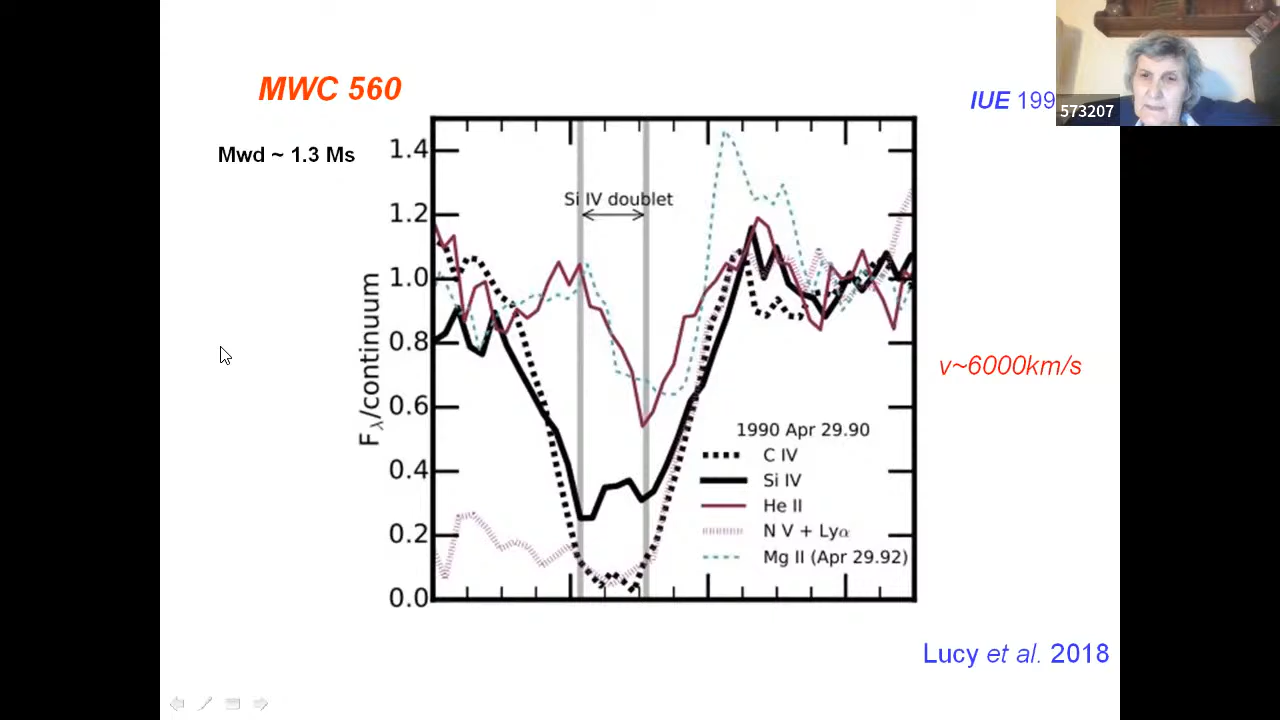 MWC 560
IUE 199
573207
Mwd ~ 1.3 Ms
1.4
1.2
1.0
0.8
0.6
0.4
0.2
0.0
Fλ/continuum
Si IV doublet
v~6000km/s
1990 Apr 29.90
C IV
Si IV
He II
N V + Lyα
Mg II (Apr 29.92)
Lucy et al. 2018